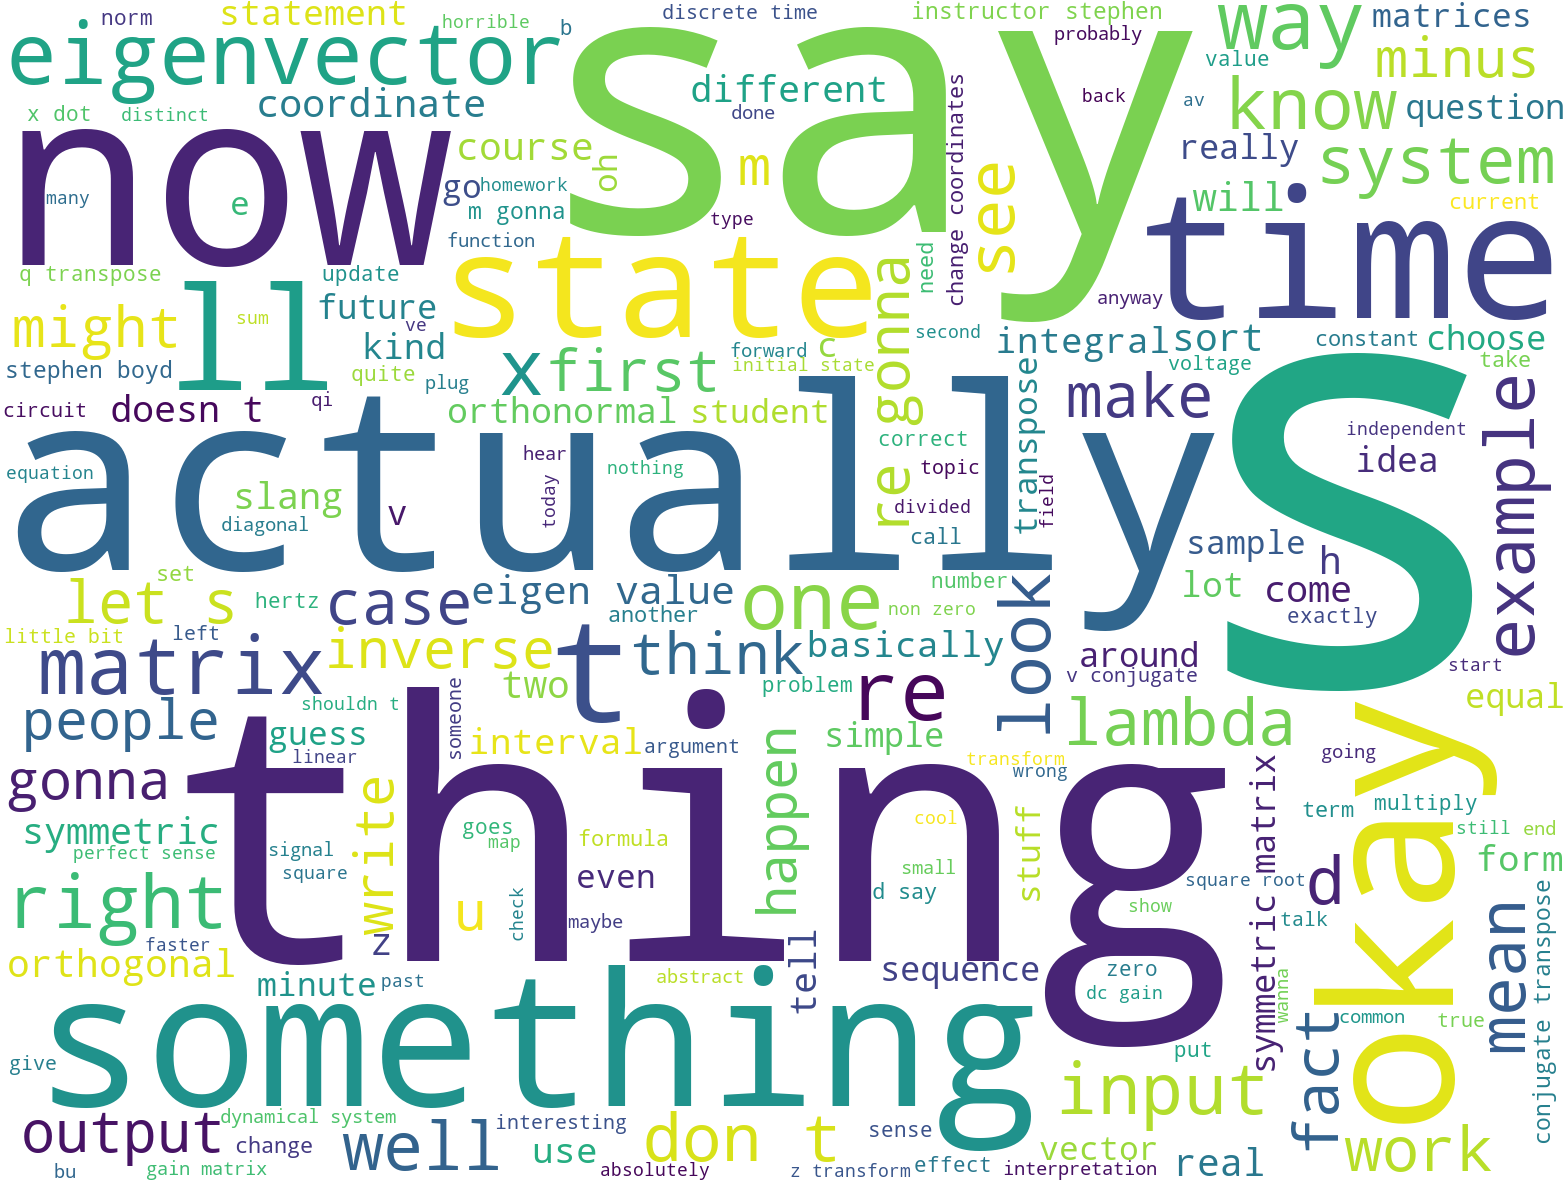 norm
statement
horrible
b
discrete time
instructor stephen
probably
way
matrices
eigenvector
say
value
minus
x dot
distinct
coordinate
different
done
change coordinates
back
av
know
question
now
course
oh
m
see
really
system
many
e
go
homework
m gonna
type
will
current
function
time
q transpose
update
state
gonna
need
anyway
might
ll
sum
future
ve
kind
x
first
forward
c
initial state
second
integral
sort
constant
choose
stephen boyd
quite
plug
voltage
take
circuit
doesn t
qi
orthonormal
student
re gonna
transpose
make
S
example
actually
correct
independent
equation
slang
hear
nothing
topic
idea
diagonal
v
today
divided
field
call
sample
h
set
let s
hertz
case
eigen value
one
number
look
lot
come
little bit
left
another
non zero
exactly
matrix
inverse
t
think
basically
around
start
people
shouldn t
two
problem
re
v conjugate
equal
guess
someone
interval
argument
simple
lambda
okay
linear
transform
going
gonna
thing
write
happen
wrong
stuff
symmetric matrix
term
multiply
symmetric
goes
map
formula
cool
still
end
perfect sense
signal
square
even
small
d say
square root
d
form
right
u
check
maybe
show
talk
faster
z
mean
orthogonal
minute
past
abstract
tell
sequence
zero
dc gain
wanna
conjugate transpose
something
common
true
give
put
fact
input
output
dynamical system
change
well
interesting
use
don t
sense
vector
real
work
bu
gain matrix
absolutely
z transform
effect
interpretation